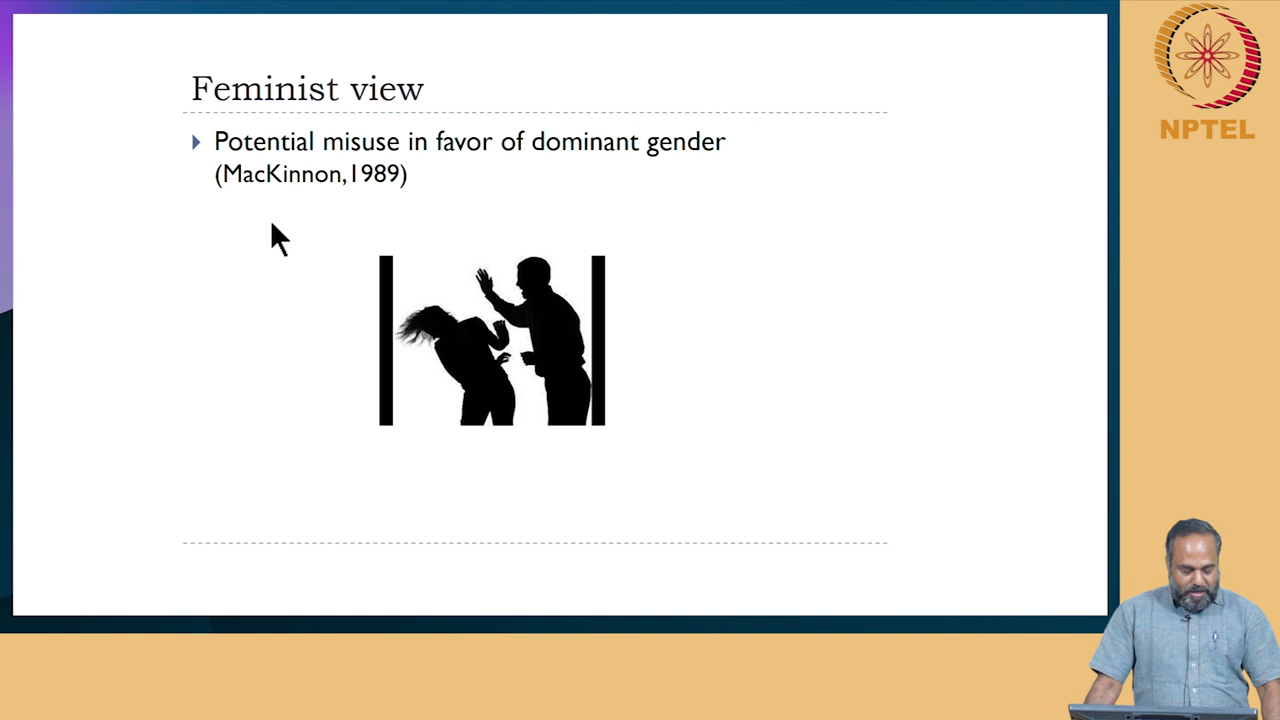 Feminist view
Potential misuse in favor of dominant gender
(MacKinnon,1989)
NPTEL